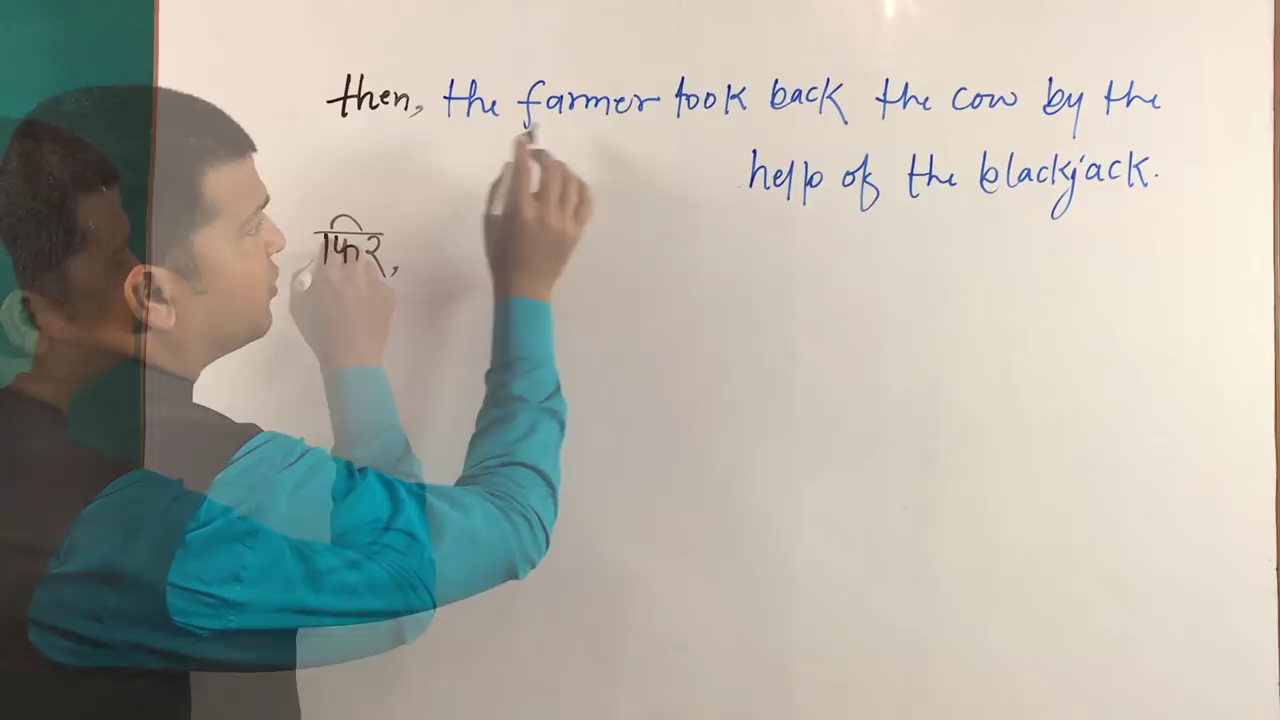 then, the farmer took back the cow by the
help of the blackjack.
फिर,